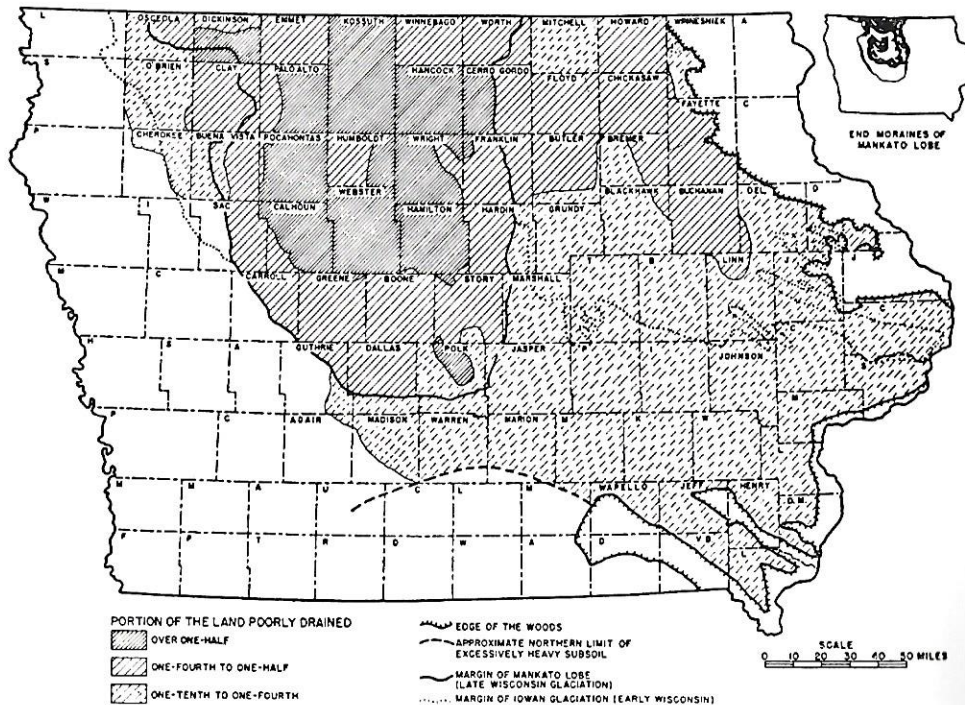 L OSCEOLA DICKINSON EMMET KOSSUTH WINNEBAGO WORTH MITCHELL HOWARD WINNESHIEK A
S O'BRIEN CLAY PALO ALTO HANCOCK CERRO GORDO FLOYD CHICKASAW FAYETTE C
END MORAINES OF
MANKATO LOBE
P CHEROKEE BUENA VISTA POCAHONTAS HUMBOLDT WRIGHT FRANKLIN BUTLER BREMER
WEBSTER BLACKHAWK BUCHANAN DEL. D
W I SAC CALHOUN HAMILTON HARDIN GRUNDY
M C CARROLL GREENE BOONE STORY MARSHALL B LINN J
C
H S A GUTHRIE DALLAS POLK JASPER P JOHNSON C S
P C ADAIR MADISON WARREN MARION M K W M L
M M A U C L M WAPELLO JEFF HENRY D.M.
F P T R D W A D V.B. L
PORTION OF THE LAND POORLY DRAINED
OVER ONE-HALF
ONE-FOURTH TO ONE-HALF
ONE-TENTH TO ONE-FOURTH
EDGE OF THE WOODS
APPROXIMATE NORTHERN LIMIT OF
EXCESSIVELY HEAVY SUBSOIL
MARGIN OF MANKATO LOBE
(LATE WISCONSIN GLACIATION)
MARGIN OF IOWAN GLACIATION (EARLY WISCONSIN)
SCALE
0 10 20 30 40 50 MILES